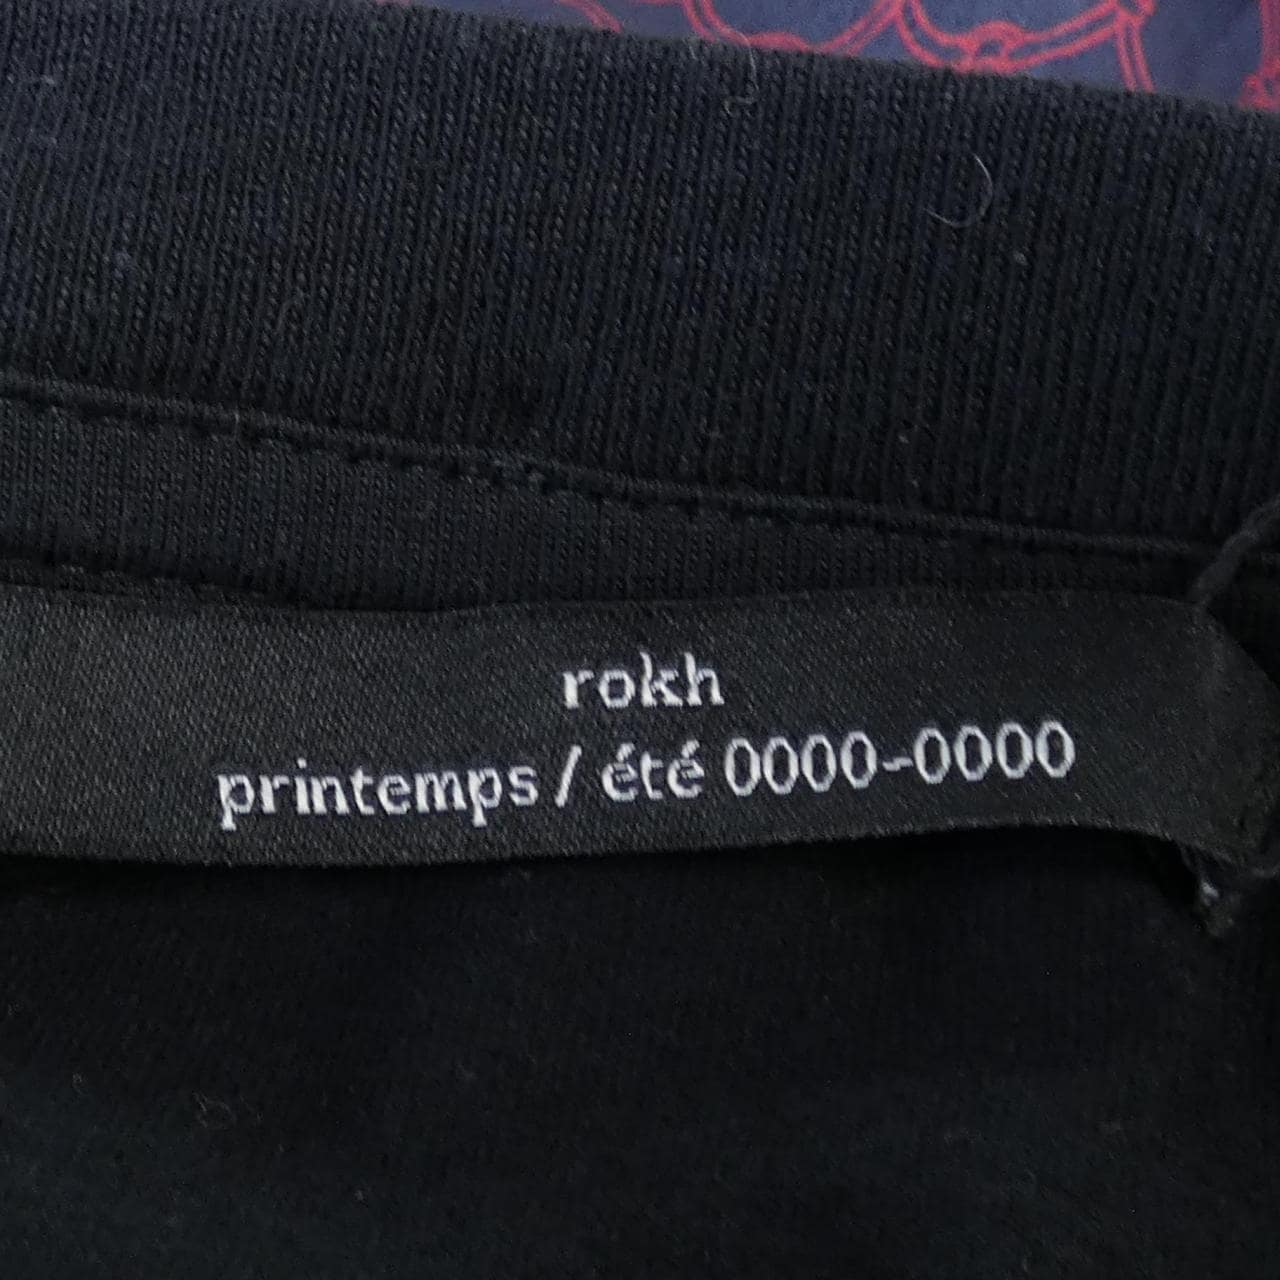 rokh
printemps / été 0000-0000